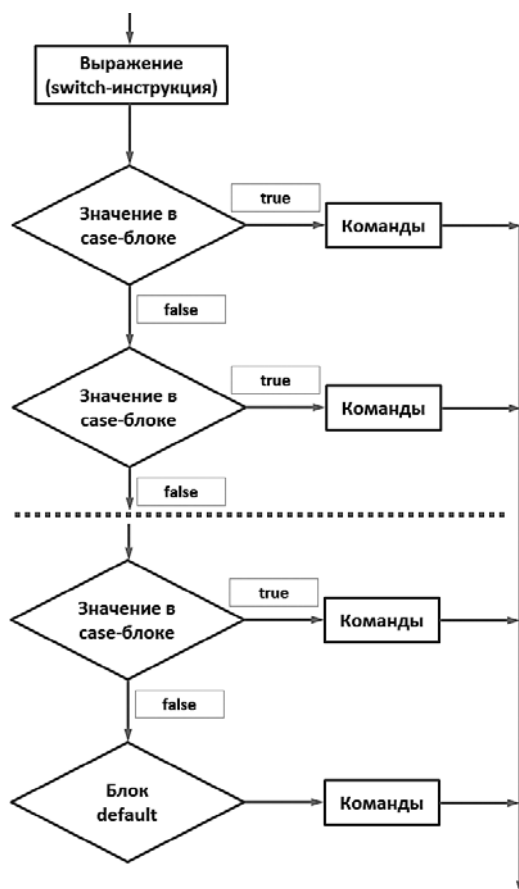 Выражение
(switch-инструкция)
Значение в
case-блоке
true
Команды
false
Значение в
case-блоке
true
Команды
false
Значение в
case-блоке
true
Команды
false
Блок
default
Команды